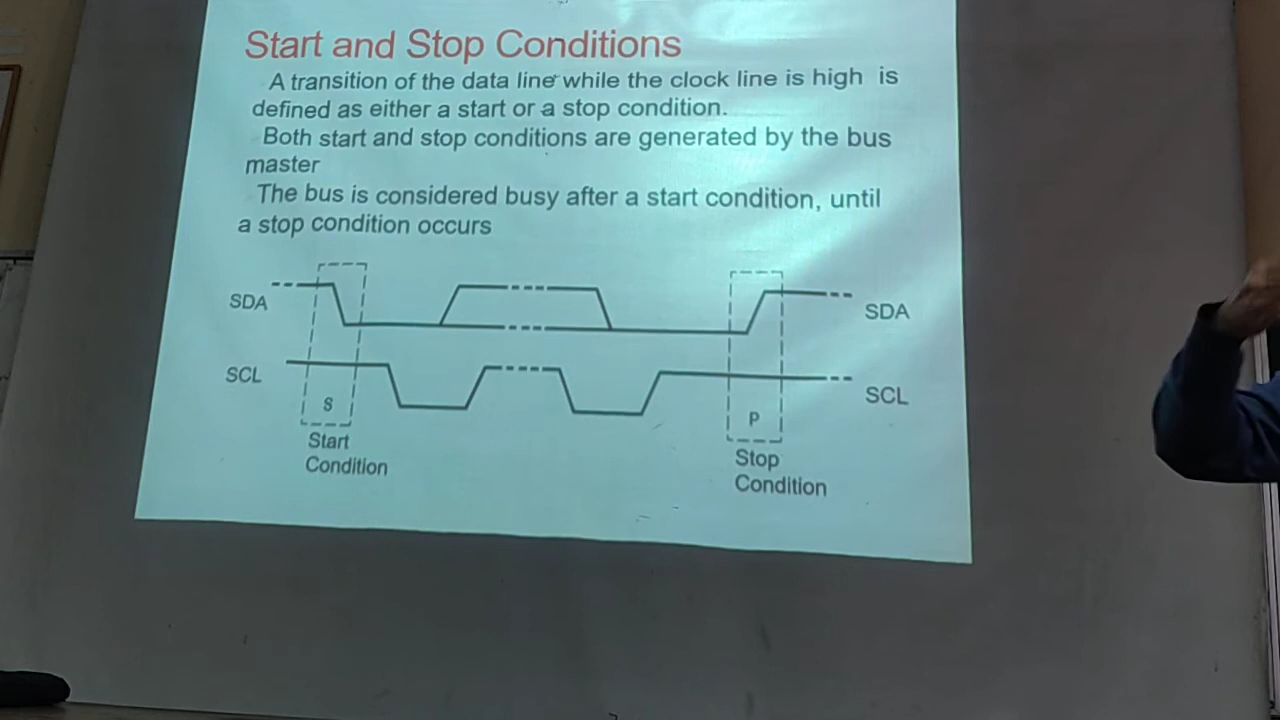 Start and Stop Conditions
A transition of the data line while the clock line is high is
defined as either a start or a stop condition.
Both start and stop conditions are generated by the bus
master
The bus is considered busy after a start condition, until
a stop condition occurs
SDA
SDA
SCL
SCL
S
P
Start
Condition
Stop
Condition